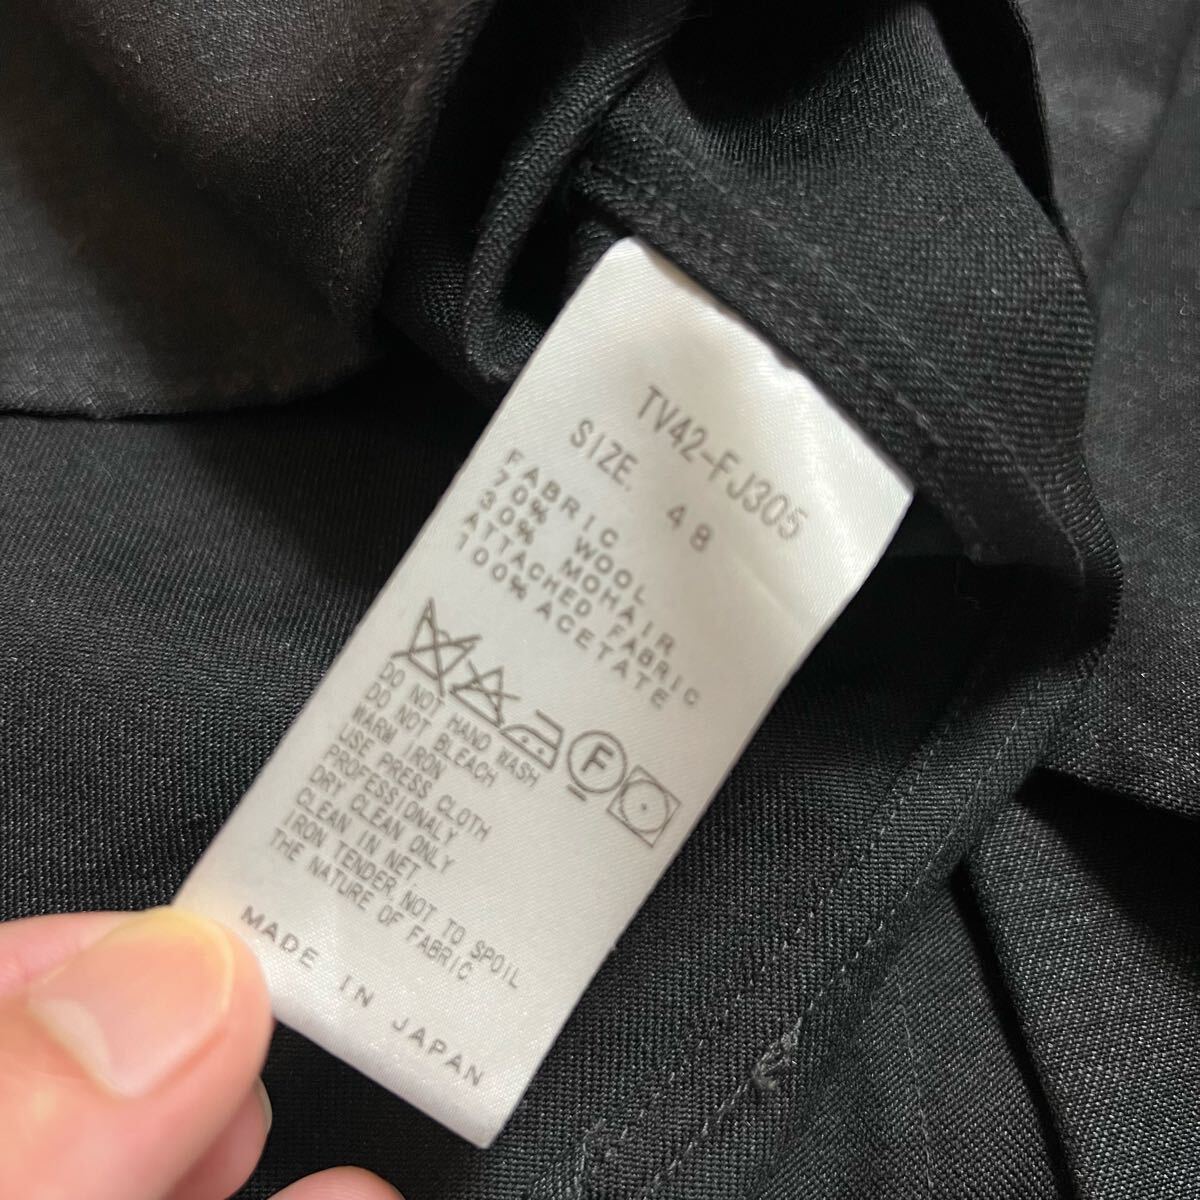 TV42-FJ305
SIZE. 48
FABRIC
70% WOOL
30% MOHAIR
ATTACHED FABRIC
100% ACETATE
F
DO NOT HAND WASH
DO NOT BLEACH
WARM IRON
USE PRESS CLOTH
PROFESSIONALY
DRY CLEAN ONLY
CLEAN IN NET
IRON TENDER, NOT TO SPOIL
THE NATURE OF FABRIC
MADE IN JAPAN